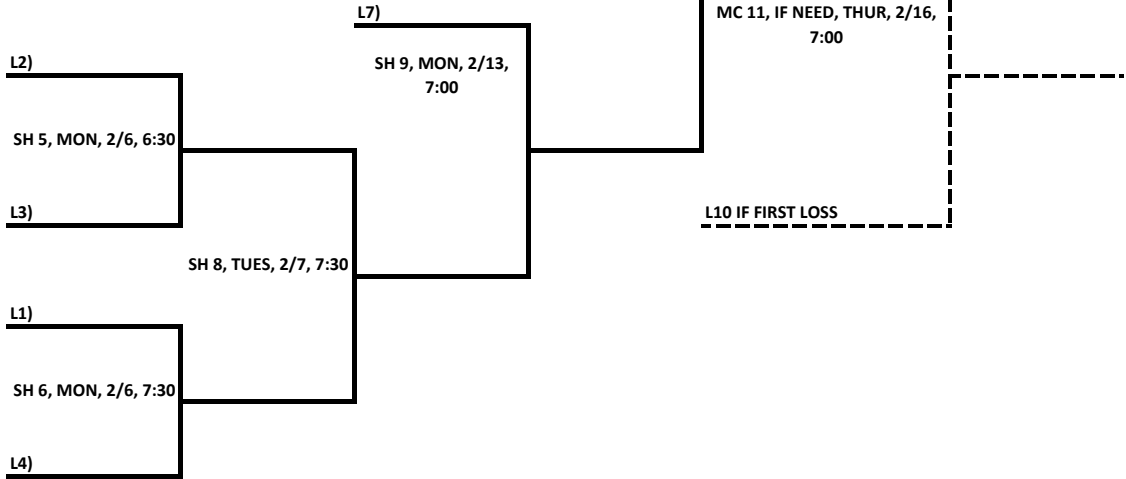 L7)
MC 11, IF NEED, THUR, 2/16,
7:00
L2)
SH 9, MON, 2/13,
7:00
SH 5, MON, 2/6, 6:30
L3)
L10 IF FIRST LOSS
SH 8, TUES, 2/7, 7:30
L1)
SH 6, MON, 2/6, 7:30
L4)